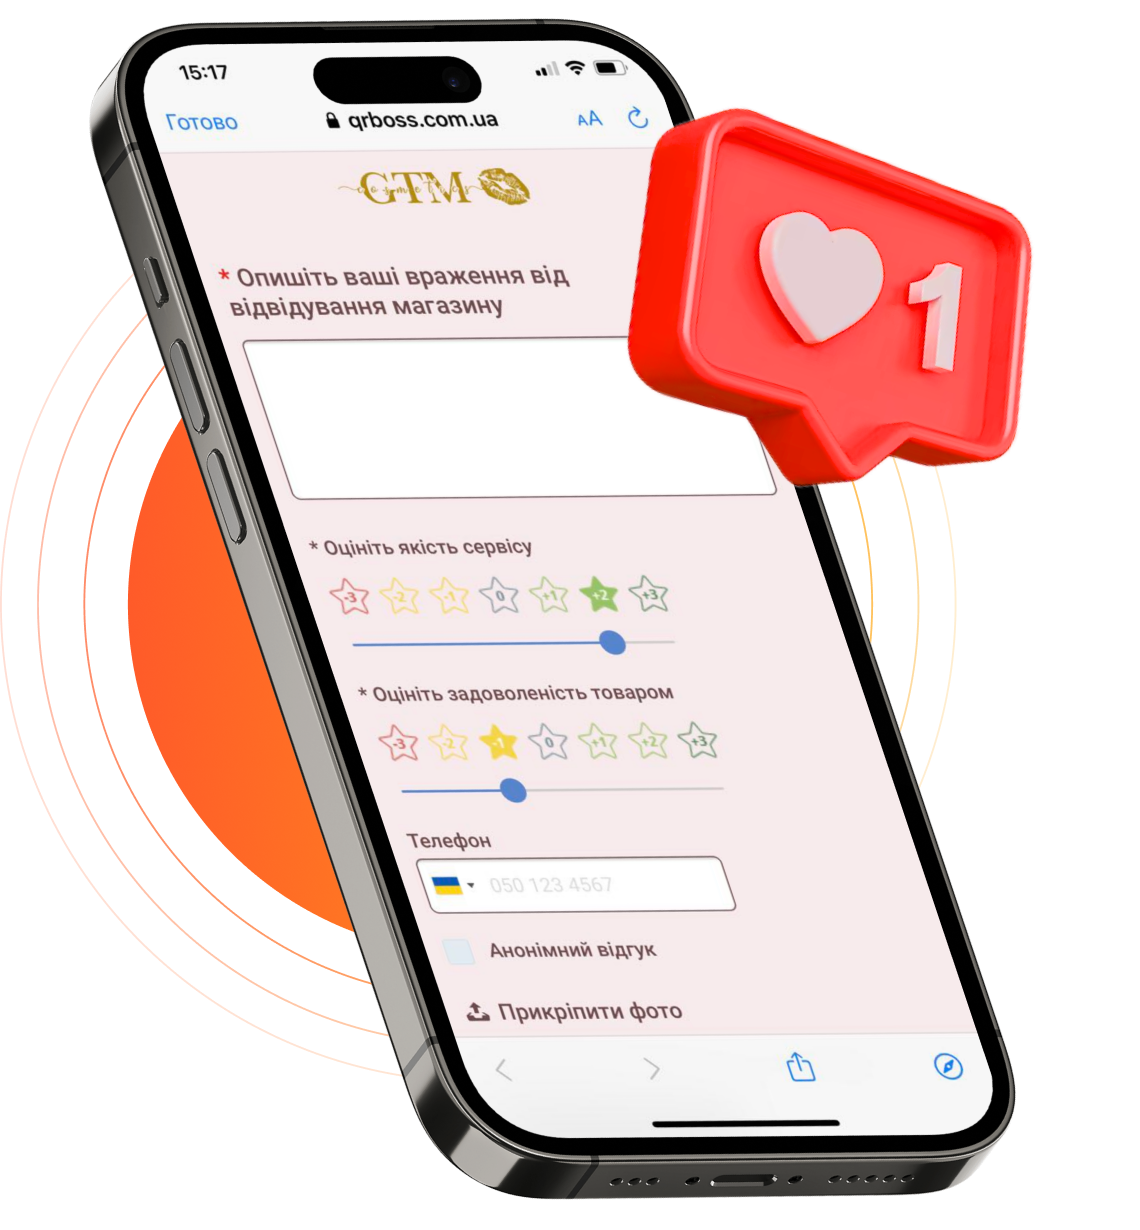 15:17
Готово
qrboss.com.ua
AA
GTM
cosmetics
* Опишіть ваші враження від
відвідування магазину
1
* Оцініть якість сервісу
-3 -2 -1 0 +1 +2 +3
* Оцініть задоволеність товаром
-3 -2 -1 0 +1 +2 +3
Телефон
050 123 4567
Анонімний відгук
Прикріпити фото